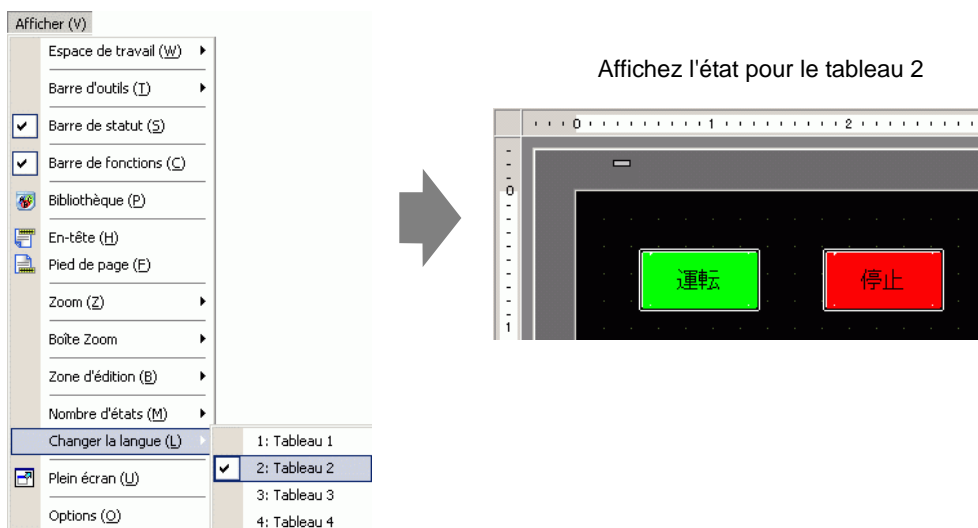 Afficher (V)
Espace de travail (W)
Barre d'outils (T)
Barre de statut (S)
Barre de fonctions (C)
Bibliothèque (P)
En-tête (H)
Pied de page (F)
Zoom (Z)
Boîte Zoom
Zone d'édition (B)
Nombre d'états (M)
Changer la langue (L)
Plein écran (U)
Options (O)
1: Tableau 1
2: Tableau 2
3: Tableau 3
4: Tableau 4
Affichez l'état pour le tableau 2
0 1 2
0
1
運転
停止